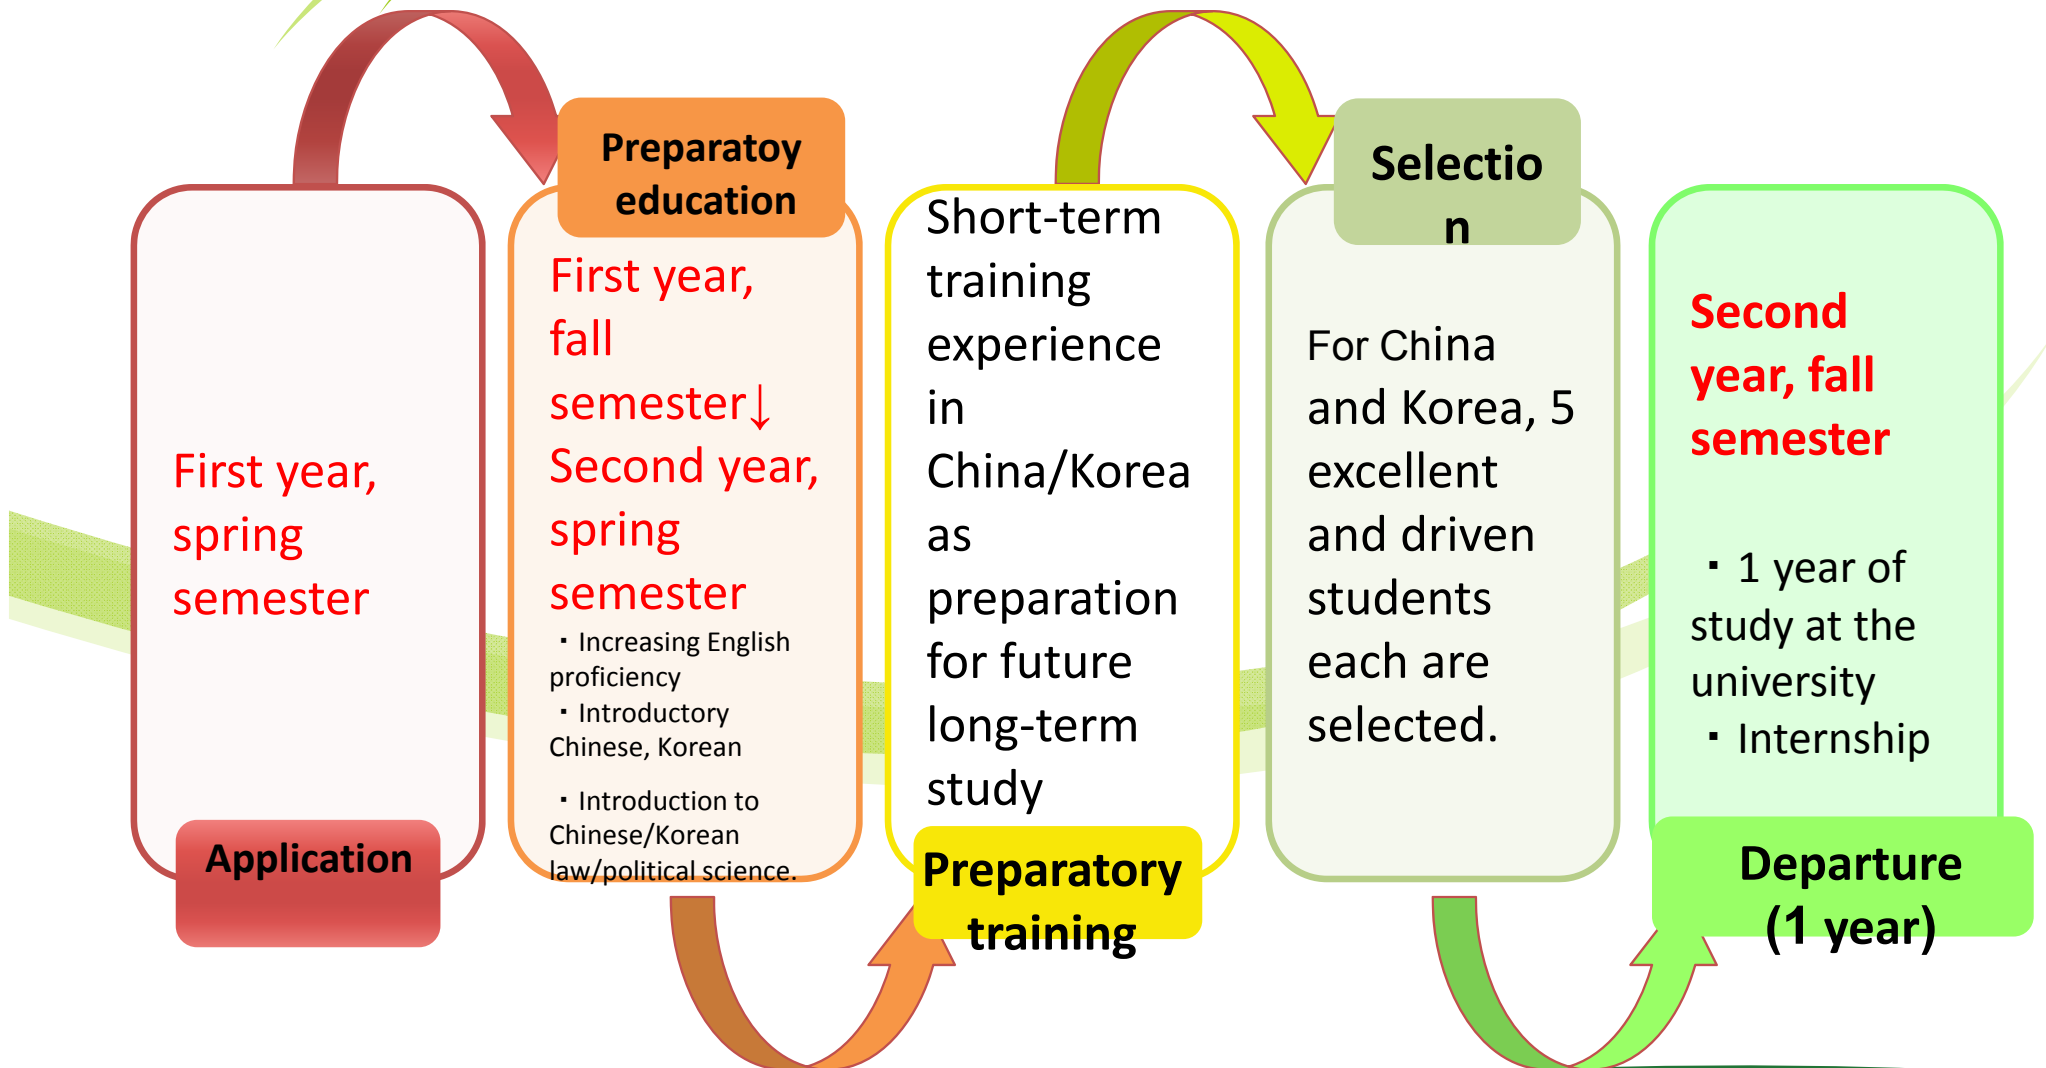 First year,
spring
semester
Application
Preparatoy
education
First year,
fall
semester↓
Second year,
spring
semester
・Increasing English
proficiency
・Introductory
Chinese, Korean
・Introduction to
Chinese/Korean
law/political science.
Short-term
training
experience
in
China/Korea
as
preparation
for future
long-term
study
Preparatory
training
Selectio
n
For China
and Korea, 5
excellent
and driven
students
each are
selected.
Second
year, fall
semester
・1 year of
study at the
university
・Internship
Departure
(1 year)